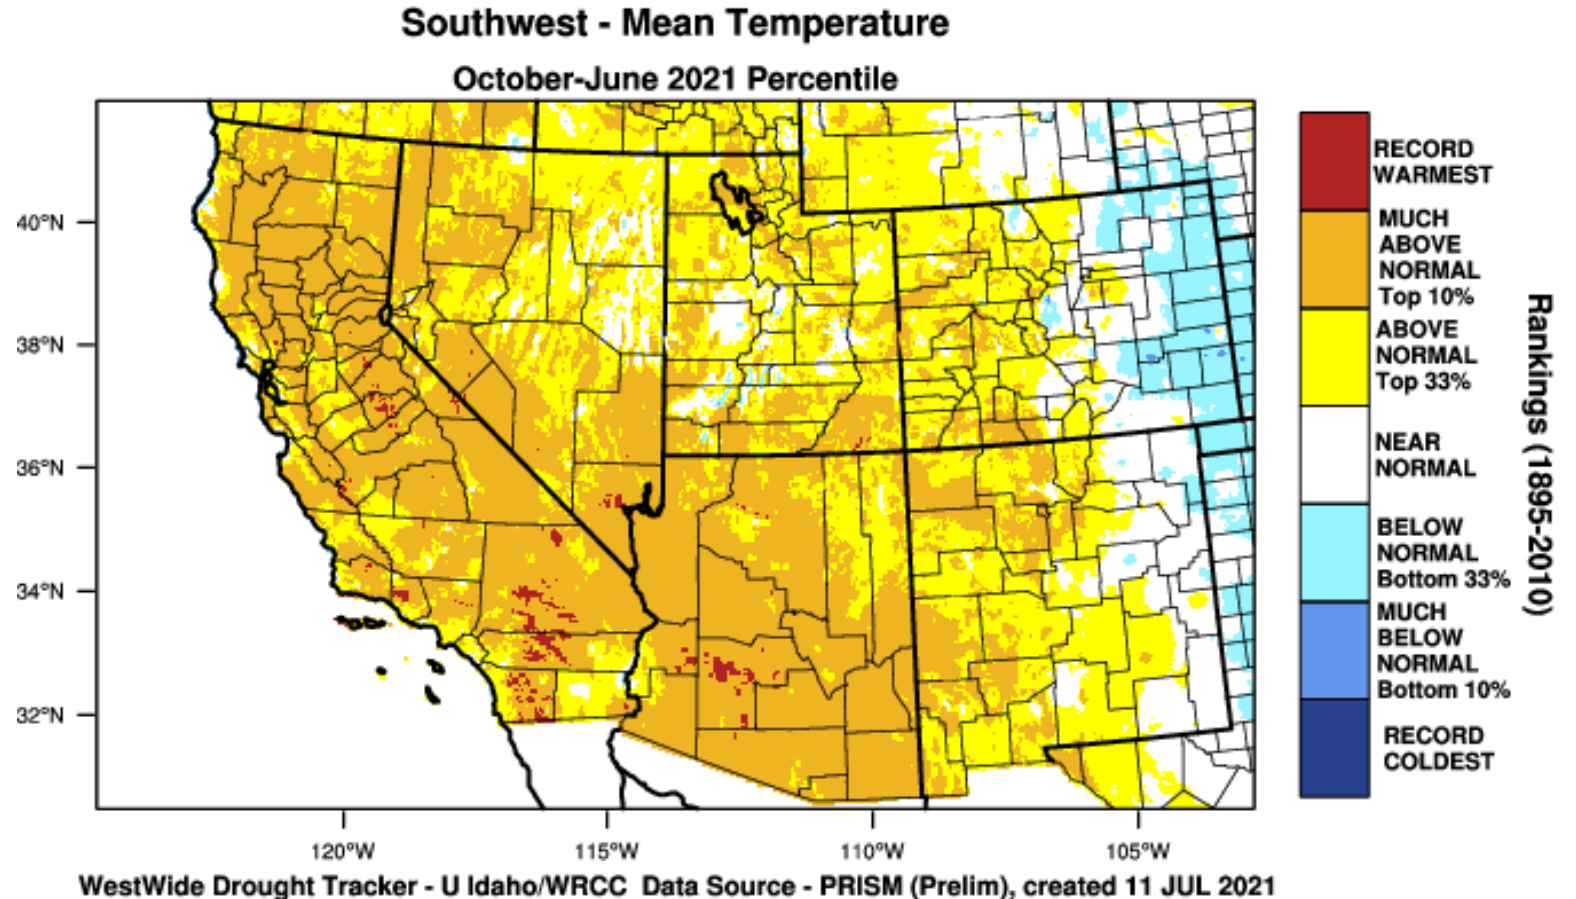 Southwest - Mean Temperature
October-June 2021 Percentile
40°N
38°N
36°N
34°N
32°N
120°W
115°W
110°W
105°W
RECORD
WARMEST
MUCH
ABOVE
NORMAL
Top 10%
ABOVE
NORMAL
Top 33%
NEAR
NORMAL
BELOW
NORMAL
Bottom 33%
MUCH
BELOW
NORMAL
Bottom 10%
RECORD
COLDEST
Rankings (1895-2010)
WestWide Drought Tracker - U Idaho/WRCC  Data Source - PRISM (Prelim), created 11 JUL 2021